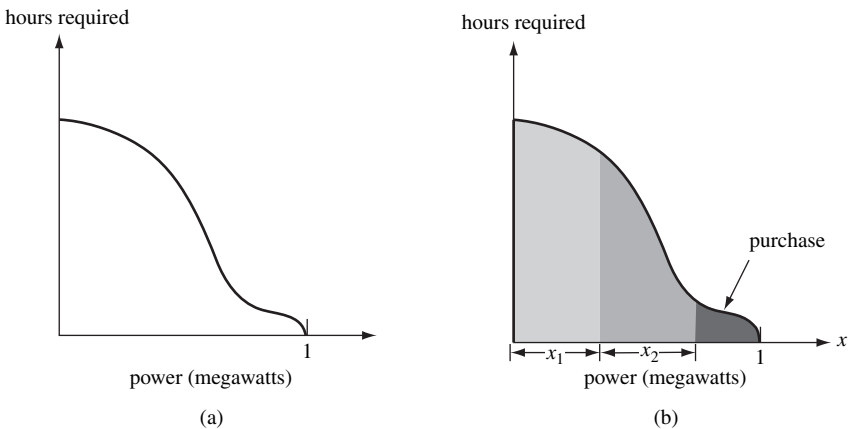 hours required
1
power (megawatts)
(a)
hours required
purchase
x
x1
x2
1
power (megawatts)
(b)